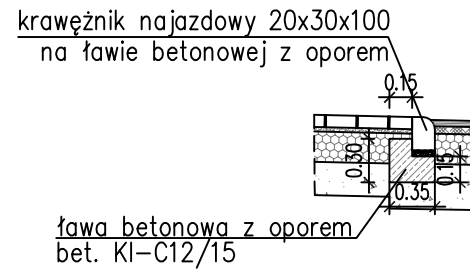 krawężnik najazdowy 20x30x100
na ławie betonowej z oporem
0.15
0.30
0.15
0.35
ława betonowa z oporem
bet. Kl-C12/15